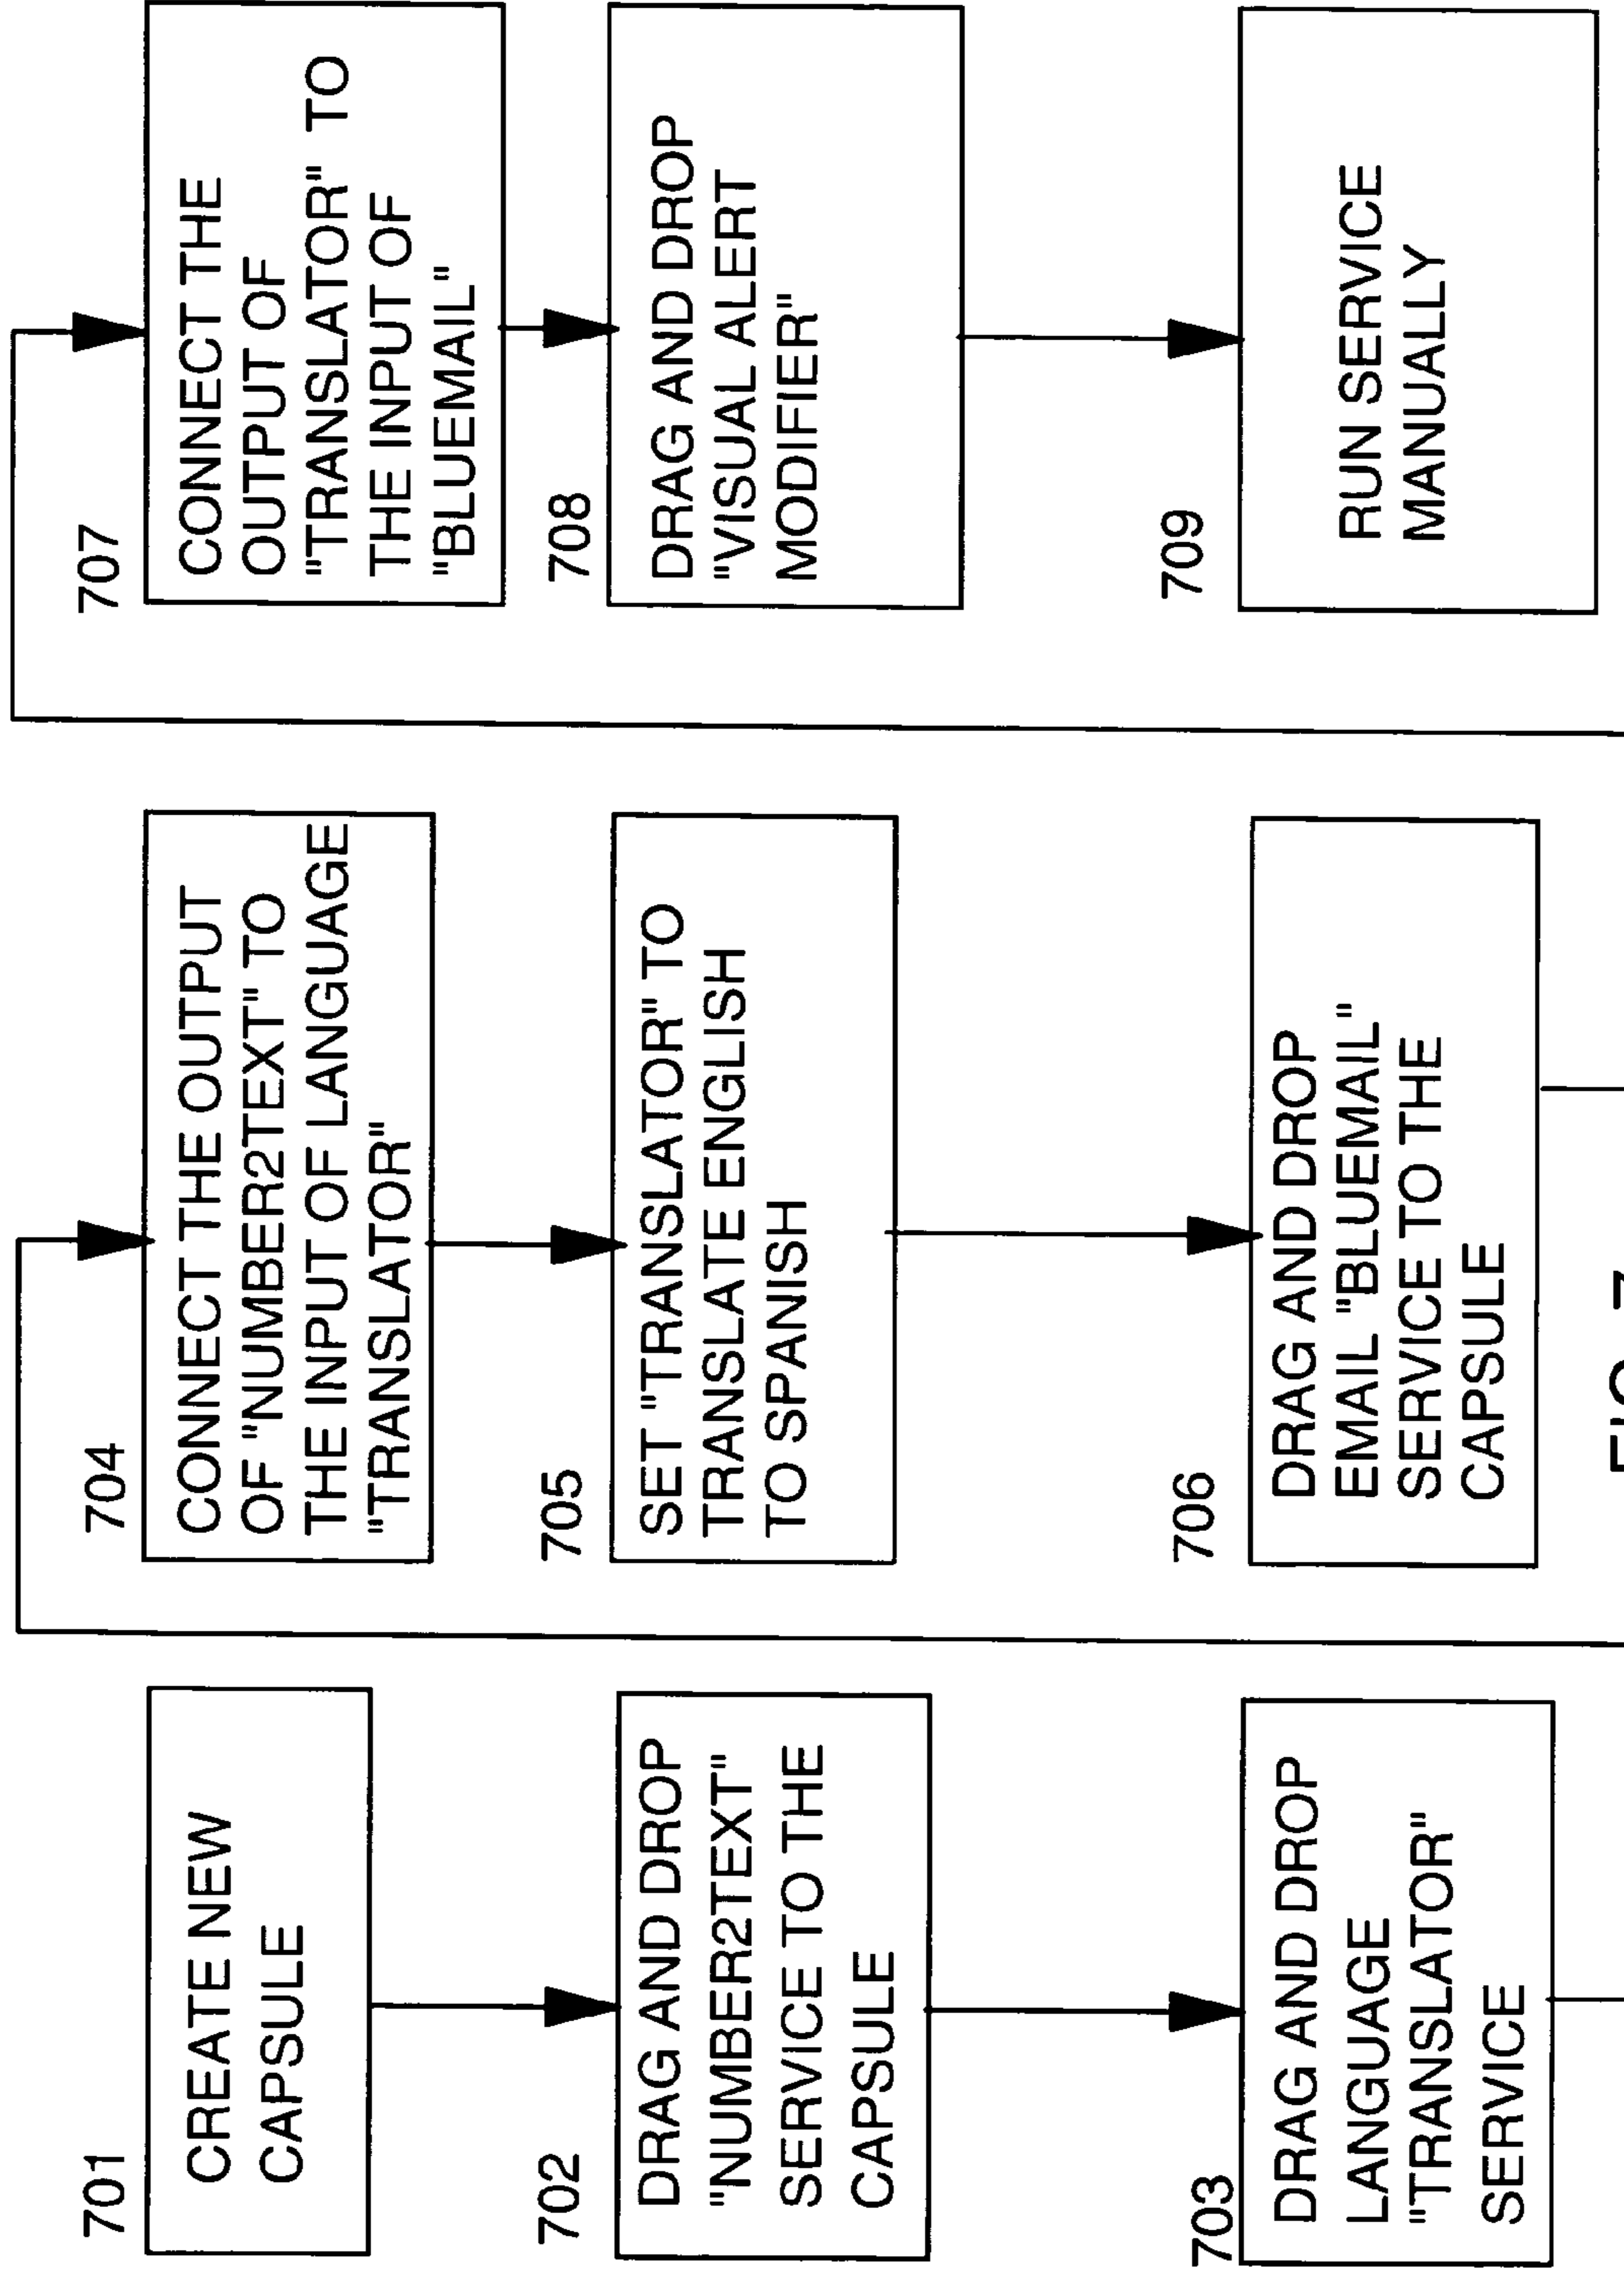 701
CREATE NEW
CAPSULE
702
DRAG AND DROP
"NUMBER2TEXT"
SERVICE TO THE
CAPSULE
703
DRAG AND DROP
LANGUAGE
"TRANSLATOR"
SERVICE
704
CONNECT THE OUTPUT
OF "NUMBER2TEXT" TO
THE INPUT OF LANGUAGE
"TRANSLATOR"
705
SET "TRANSLATOR" TO
TRANSLATE ENGLISH
TO SPANISH
706
DRAG AND DROP
EMAIL "BLUEMAIL"
SERVICE TO THE
CAPSULE
707
CONNECT THE
OUTPUT OF
"TRANSLATOR" TO
THE INPUT OF
"BLUEMAIL"
708
DRAG AND DROP
"VISUAL ALERT
MODIFIER"
709
RUN SERVICE
MANUALLY